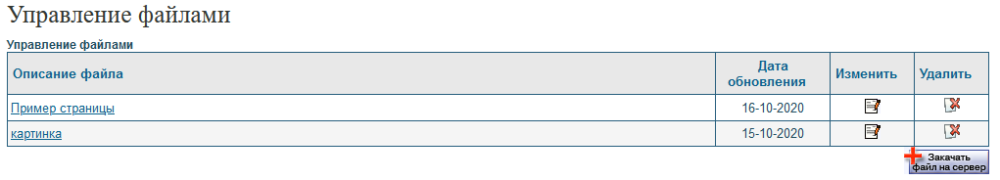 Управление файлами
Управление файлами
Описание файла
Дата обновления
Изменить
Удалить
Пример страницы
16-10-2020
картинка
15-10-2020
Закачать
файл на сервер